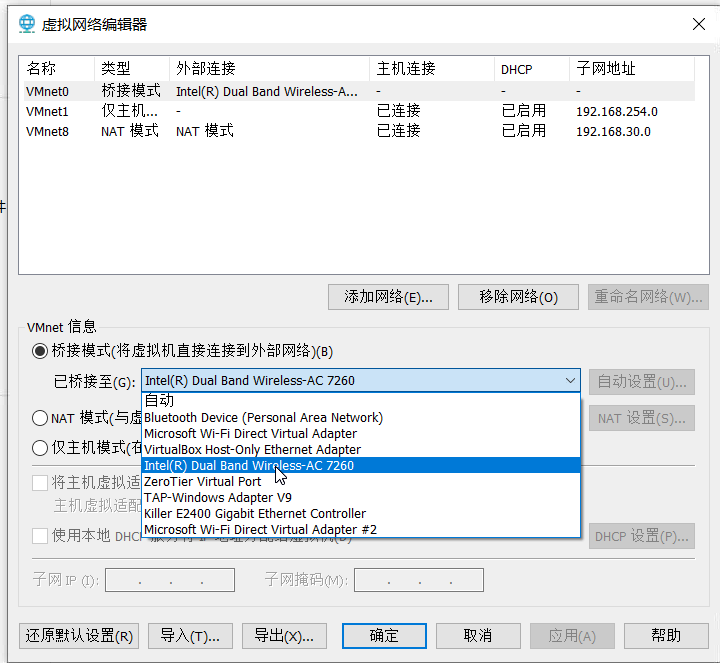 虚拟网络编辑器
名称 类型 外部连接 主机连接 DHCP 子网地址
VMnet0 桥接模式 Intel(R) Dual Band Wireless-A... - - -
VMnet1 仅主机... - 已连接 已启用 192.168.254.0
VMnet8 NAT 模式 NAT 模式 已连接 已启用 192.168.30.0
添加网络(E)... 移除网络(O) 重命名网络(W)...
VMnet 信息
桥接模式(将虚拟机直接连接到外部网络)(B)
已桥接至(G): Intel(R) Dual Band Wireless-AC 7260 自动设置(U)...
自动
NAT 模式(与虚 Bluetooth Device (Personal Area Network) NAT 设置(S)...
Microsoft Wi-Fi Direct Virtual Adapter
仅主机模式(在 VirtualBox Host-Only Ethernet Adapter
Intel(R) Dual Band Wireless-AC 7260
将主机虚拟适 ZeroTier Virtual Port
主机虚拟适配 TAP-Windows Adapter V9
Killer E2400 Gigabit Ethernet Controller
Microsoft Wi-Fi Direct Virtual Adapter #2
使用本地 DHC DHCP 设置(P)...
子网 IP (I): . . . 子网掩码(M): . . .
还原默认设置(R) 导入(T)... 导出(X)... 确定 取消 应用(A) 帮助